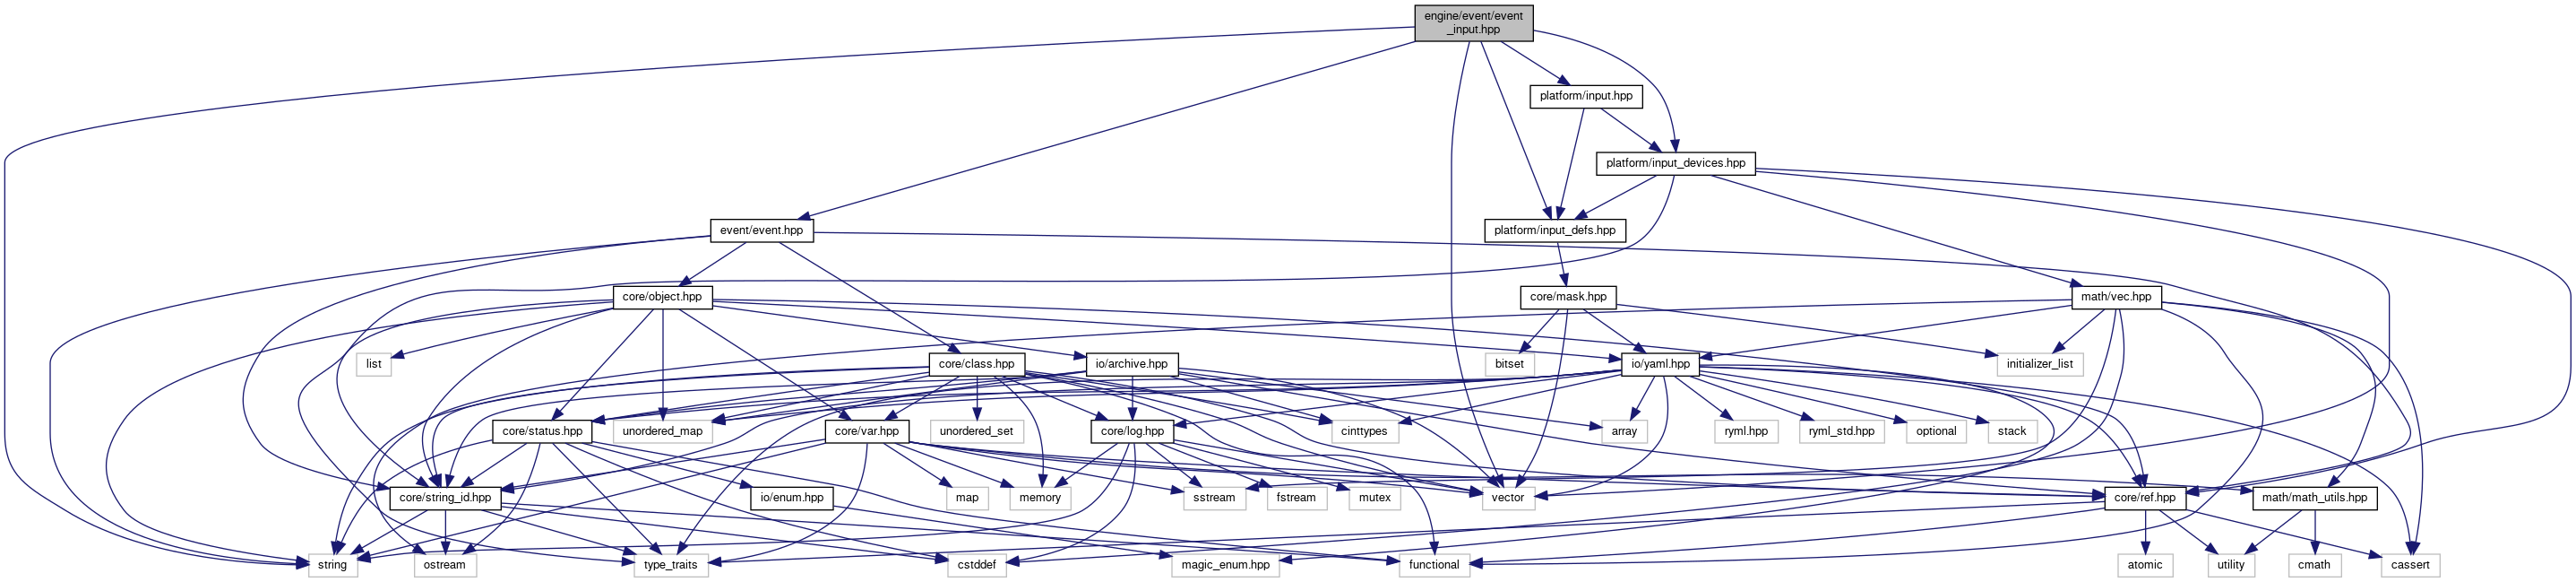 engine/event/event
_input.hpp
platform/input.hpp
platform/input_devices.hpp
event/event.hpp
platform/input_defs.hpp
core/object.hpp
core/mask.hpp
math/vec.hpp
list
core/class.hpp
io/archive.hpp
bitset
io/yaml.hpp
initializer_list
core/status.hpp
unordered_map
core/var.hpp
unordered_set
core/log.hpp
cinttypes
array
ryml.hpp
ryml_std.hpp
optional
stack
core/string_id.hpp
io/enum.hpp
map
memory
sstream
fstream
mutex
vector
core/ref.hpp
math/math_utils.hpp
string
ostream
type_traits
cstddef
magic_enum.hpp
functional
atomic
utility
cmath
cassert